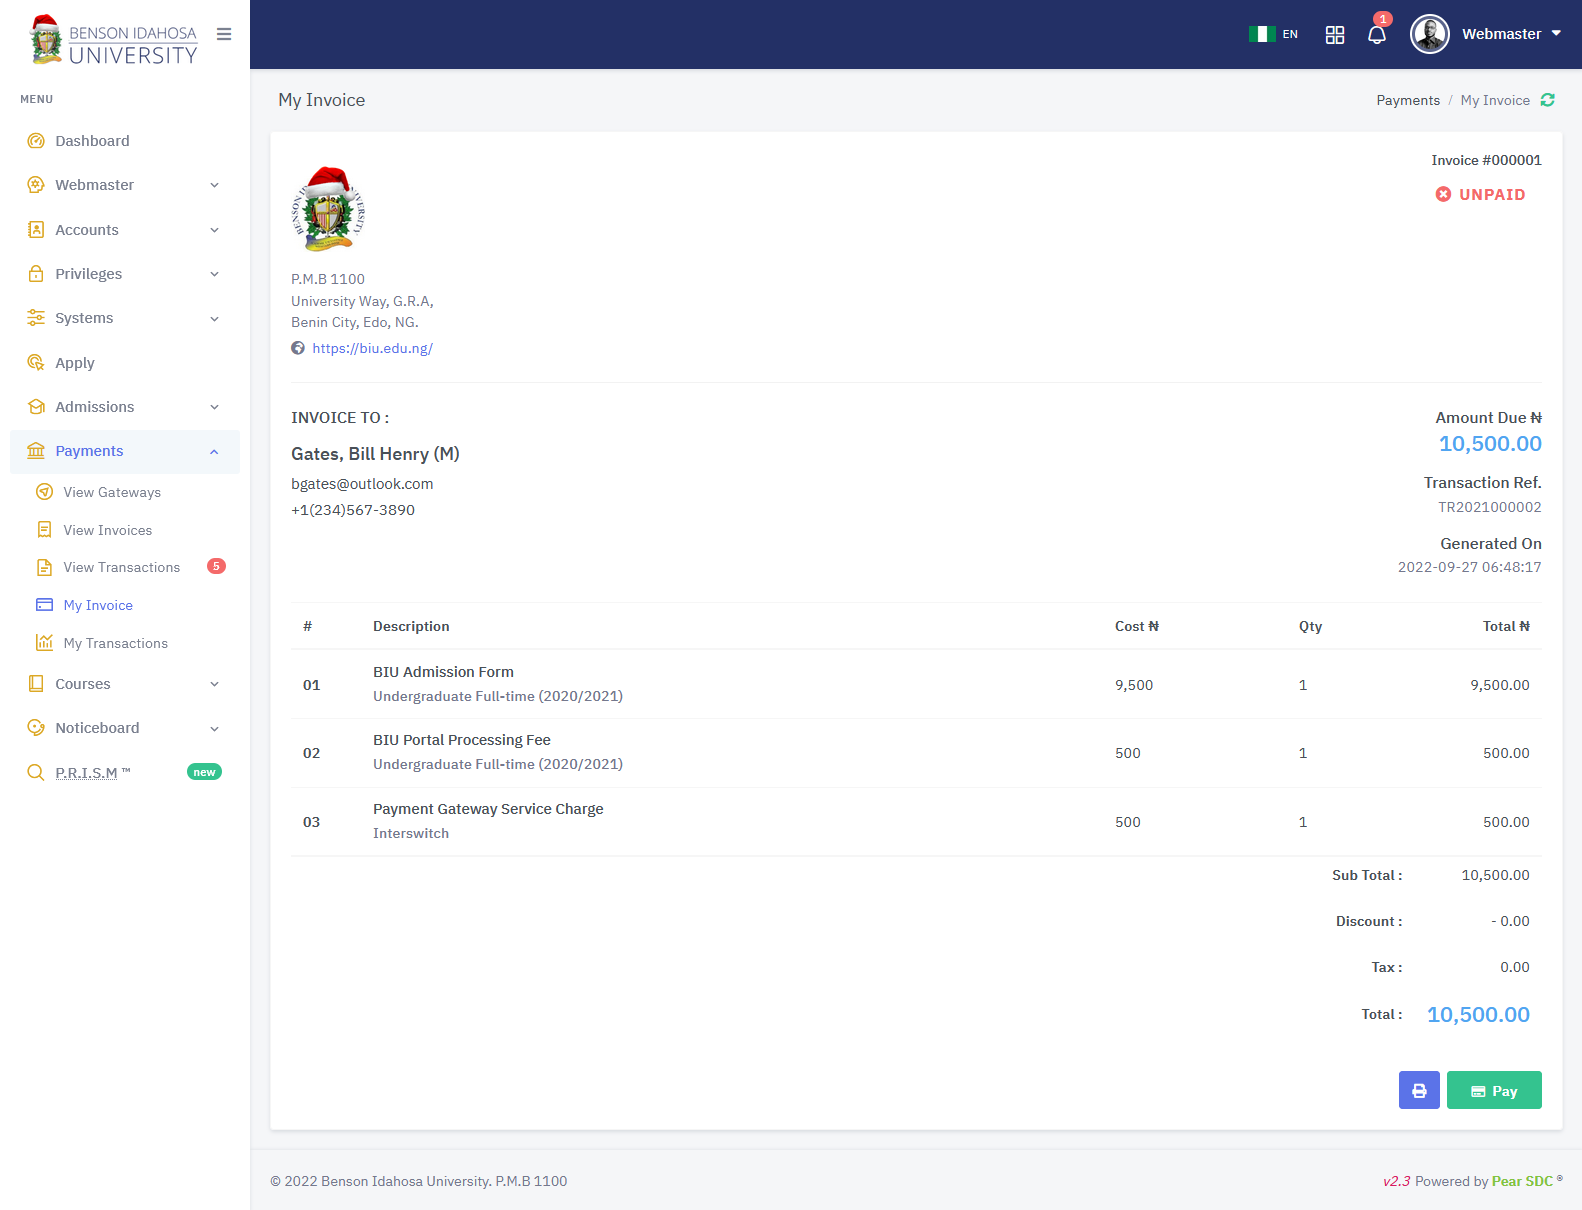 BENSON IDAHOSA
UNIVERSITY
EN
1
Webmaster
MENU
Dashboard
Webmaster
Accounts
Privileges
Systems
Apply
Admissions
Payments
View Gateways
View Invoices
View Transactions 5
My Invoice
My Transactions
Courses
Noticeboard
P.R.I.S.M ™ new
My Invoice
Payments / My Invoice
Invoice #000001
UNPAID
P.M.B 1100
University Way, G.R.A,
Benin City, Edo, NG.
https://biu.edu.ng/
INVOICE TO :
Gates, Bill Henry (M)
bgates@outlook.com
+1(234)567-3890
Amount Due ₦
10,500.00
Transaction Ref.
TR2021000002
Generated On
2022-09-27 06:48:17
# Description Cost ₦ Qty Total ₦
01 BIU Admission Form 9,500 1 9,500.00
Undergraduate Full-time (2020/2021)
02 BIU Portal Processing Fee 500 1 500.00
Undergraduate Full-time (2020/2021)
03 Payment Gateway Service Charge 500 1 500.00
Interswitch
Sub Total : 10,500.00
Discount : - 0.00
Tax : 0.00
Total : 10,500.00
Pay
© 2022 Benson Idahosa University. P.M.B 1100
v2.3 Powered by Pear SDC ®